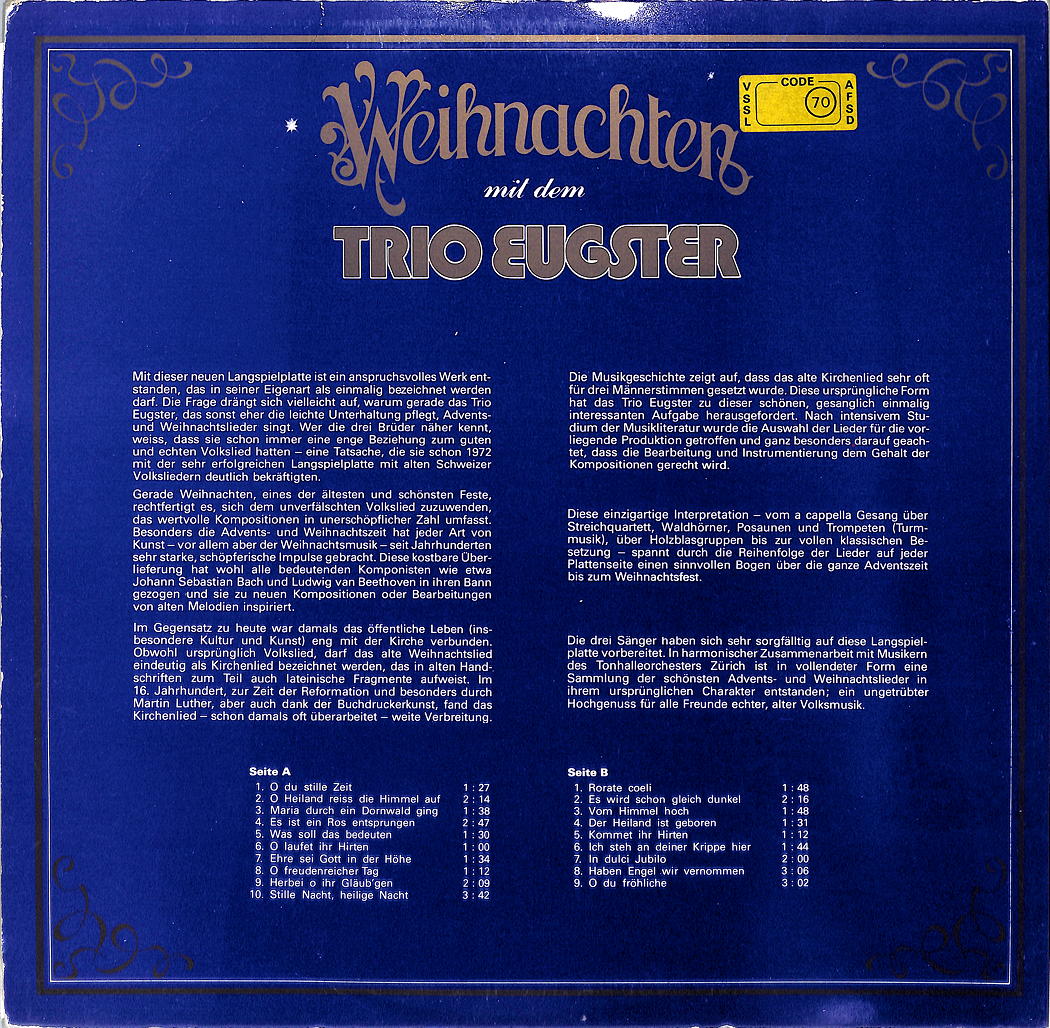 Weihnachten
VSSL
CODE
70
AFSD
mit dem
TRIO EUGSTER
Mit dieser neuen Langspielplatte ist ein anspruchsvolles Werk ent-
standen, das in seiner Eigenart als einmalig bezeichnet werden
darf. Die Frage drängt sich vielleicht auf, warum gerade das Trio
Eugster, das sonst eher die leichte Unterhaltung pflegt, Advents-
und Weihnachtslieder singt. Wer die drei Brüder näher kennt,
weiss, dass sie schon immer eine enge Beziehung zum guten
und echten Volkslied hatten – eine Tatsache, die sie schon 1972
mit der sehr erfolgreichen Langspielplatte mit alten Schweizer
Volksliedern deutlich bekräftigten.
Gerade Weihnachten, eines der ältesten und schönsten Feste,
rechtfertigt es, sich dem unverfälschten Volkslied zuzuwenden,
das wertvolle Kompositionen in unerschöpflicher Zahl umfasst.
Besonders die Advents- und Weihnachtszeit hat jeder Art von
Kunst – vor allem aber der Weihnachtsmusik – seit Jahrhunderten
sehr starke, schöpferische Impulse gebracht. Diese kostbare Über-
lieferung hat wohl alle bedeutenden Komponisten wie etwa
Johann Sebastian Bach und Ludwig van Beethoven in ihren Bann
gezogen und sie zu neuen Kompositionen oder Bearbeitungen
von alten Melodien inspiriert.
Im Gegensatz zu heute war damals das öffentliche Leben (ins-
besondere Kultur und Kunst) eng mit der Kirche verbunden.
Obwohl ursprünglich Volkslied, darf das alte Weihnachtslied
eindeutig als Kirchenlied bezeichnet werden, das in alten Hand-
schriften zum Teil auch lateinische Fragmente aufweist. Im
16. Jahrhundert, zur Zeit der Reformation und besonders durch
Martin Luther, aber auch dank der Buchdruckerkunst, fand das
Kirchenlied – schon damals oft überarbeitet – weite Verbreitung.
Die Musikgeschichte zeigt auf, dass das alte Kirchenlied sehr oft
für drei Männerstimmen gesetzt wurde. Diese ursprüngliche Form
hat das Trio Eugster zu dieser schönen, gesanglich einmalig
interessanten Aufgabe herausgefordert. Nach intensivem Stu-
dium der Musikliteratur wurde die Auswahl der Lieder für die vor-
liegende Produktion getroffen und ganz besonders darauf geach-
tet, dass die Bearbeitung und Instrumentierung dem Gehalt der
Kompositionen gerecht wird.
Diese einzigartige Interpretation – vom a cappella Gesang über
Streichquartett, Waldhörner, Posaunen und Trompeten (Turm-
musik), über Holzblasgruppen bis zur vollen klassischen Be-
setzung – spannt durch die Reihenfolge der Lieder auf jeder
Plattenseite einen sinnvollen Bogen über die ganze Adventszeit
bis zum Weihnachtsfest.
Die drei Sänger haben sich sehr sorgfälltig auf diese Langspiel-
platte vorbereitet. In harmonischer Zusammenarbeit mit Musikern
des Tonhalleorchesters Zürich ist in vollendeter Form eine
Sammlung der schönsten Advents- und Weihnachtslieder in
ihrem ursprünglichen Charakter entstanden; ein ungetrübter
Hochgenuss für alle Freunde echter, alter Volksmusik.
Seite A
1. O du stille Zeit 1 : 27
2. O Heiland reiss die Himmel auf 2 : 14
3. Maria durch ein Dornwald ging 1 : 38
4. Es ist ein Ros entsprungen 2 : 47
5. Was soll das bedeuten 1 : 30
6. O laufet ihr Hirten 1 : 00
7. Ehre sei Gott in der Höhe 1 : 34
8. O freudenreicher Tag 1 : 12
9. Herbei o ihr Gläub'gen 2 : 09
10. Stille Nacht, heilige Nacht 3 : 42
Seite B
1. Rorate coeli 1 : 48
2. Es wird schon gleich dunkel 2 : 16
3. Vom Himmel hoch 1 : 48
4. Der Heiland ist geboren 1 : 31
5. Kommet ihr Hirten 1 : 12
6. Ich steh an deiner Krippe hier 1 : 44
7. In dulci Jubilo 2 : 00
8. Haben Engel wir vernommen 3 : 06
9. O du fröhliche 3 : 02